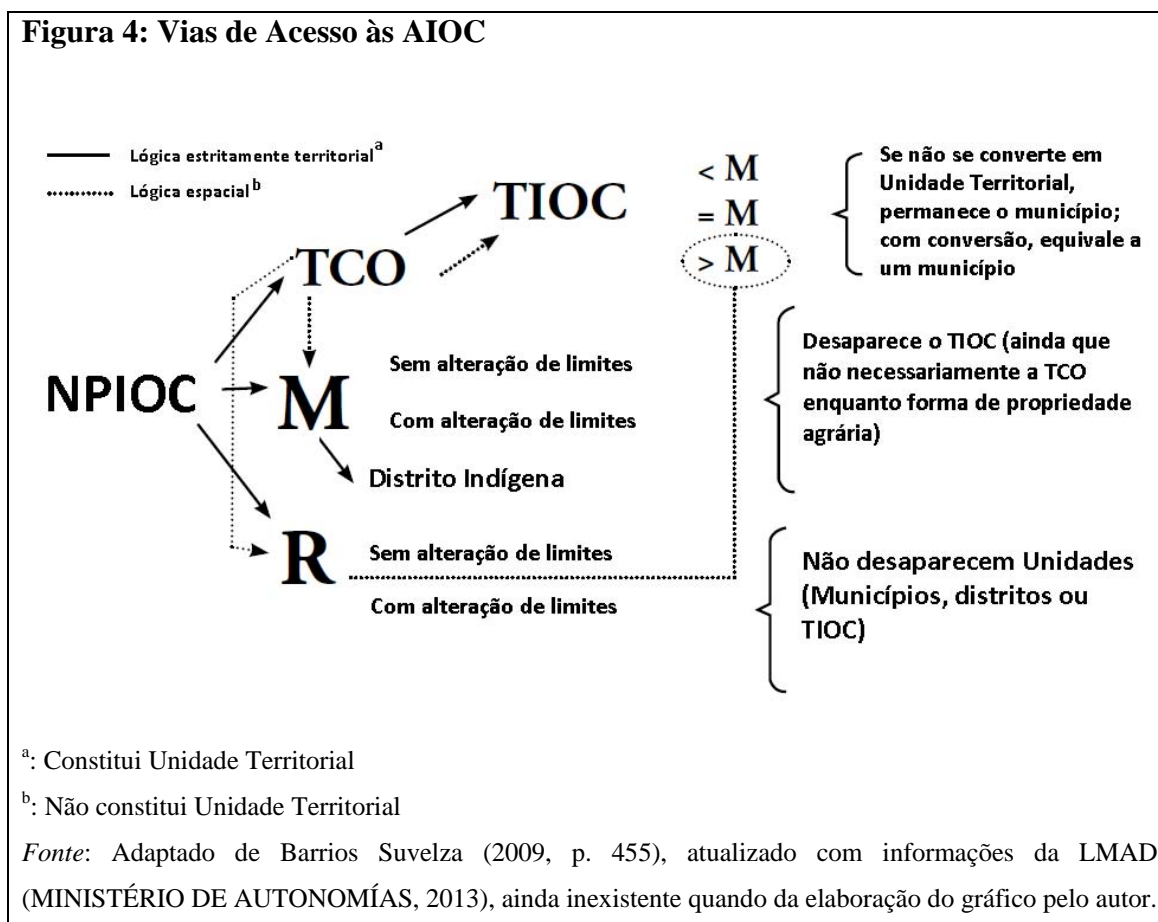 Figura 4: Vias de Acesso às AIOC
Lógica estritamente territorial a
Lógica espacial b
TIOC
< M
= M
> M
Se não se converte em
Unidade Territorial,
permanece o município;
com conversão, equivale a
um município
TCO
NPIOC
M
Sem alteração de limites
Com alteração de limites
Distrito Indígena
Desaparece o TIOC (ainda que
não necessariamente a TCO
enquanto forma de propriedade
agrária)
R
Sem alteração de limites
Com alteração de limites
Não desaparecem Unidades
(Municípios, distritos ou
TIOC)
a: Constitui Unidade Territorial
b: Não constitui Unidade Territorial
Fonte: Adaptado de Barrios Suvelza (2009, p. 455), atualizado com informações da LMAD
(MINISTÉRIO DE AUTONOMÍAS, 2013), ainda inexistente quando da elaboração do gráfico pelo autor.